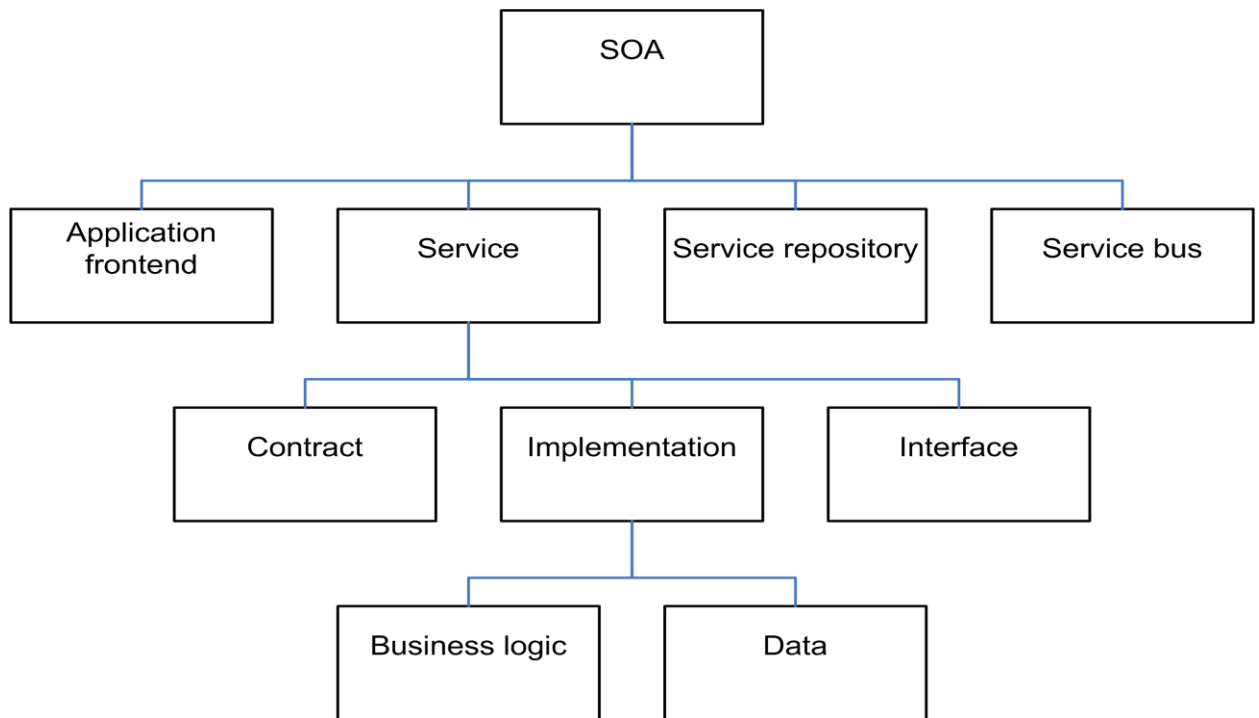 SOA
Application
frontend
Service
Service repository
Service bus
Contract
Implementation
Interface
Business logic
Data